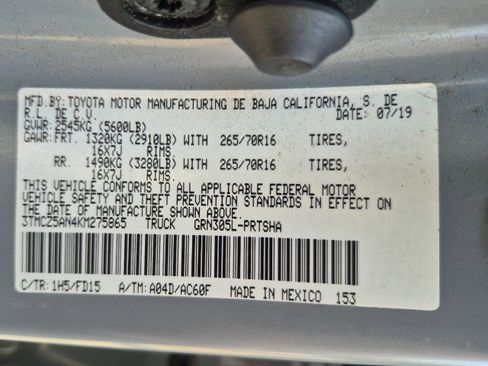 MFD.BY: TOYOTA MOTOR MANUFACTURING DE BAJA CALIFORNIA, S. DE
R.L. DE C.V. DATE: 07/19
GVWR: 2545KG (5600LB)
GAWR: FRT. 1320KG (2910LB) WITH 265/70R16 TIRES,
16X7J RIMS
RR. 1490KG (3280LB) WITH 265/70R16 TIRES,
16X7J RIMS
THIS VEHICLE CONFORMS TO ALL APPLICABLE FEDERAL MOTOR
VEHICLE SAFETY AND THEFT PREVENTION STANDARDS IN EFFECT ON THE
DATE OF MANUFACTURE SHOWN ABOVE.
3TMCZ5AN4KM275865 TRUCK GRN305L-PRTSHA
C/TR: 1H5/FD15 A/TM: A04D/AC60F MADE IN MEXICO 153